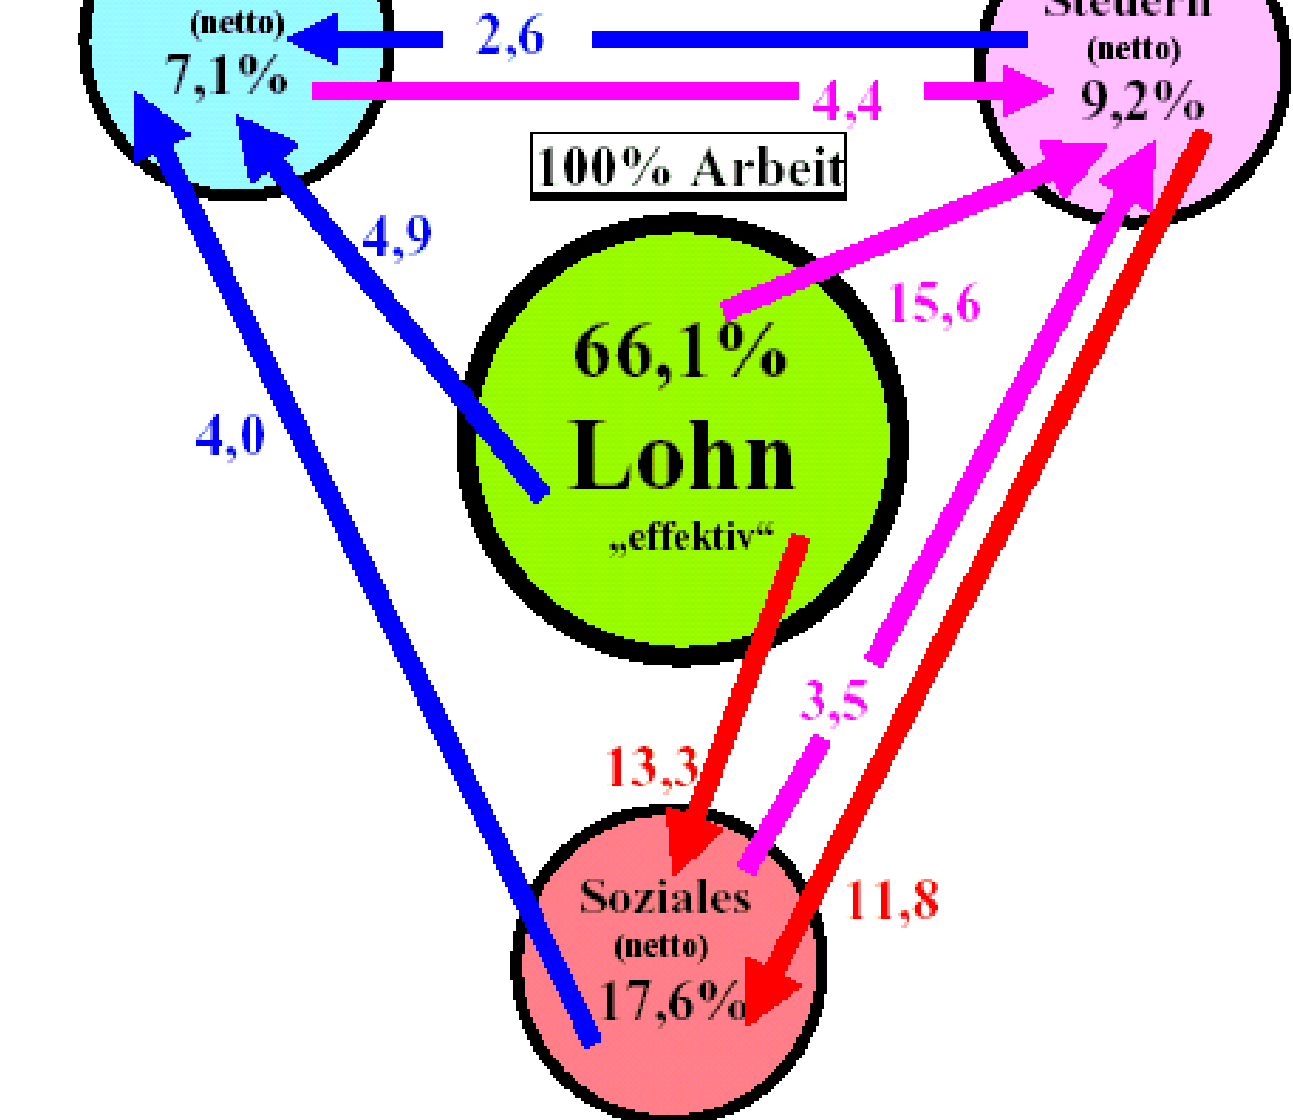 (netto)
7,1%
2,6
4,4
Steuern
(netto)
9,2%
100% Arbeit
4,9
15,6
66,1%
Lohn
„effektiv“
4,0
3,5
13,3
11,8
Soziales
(netto)
17,6%